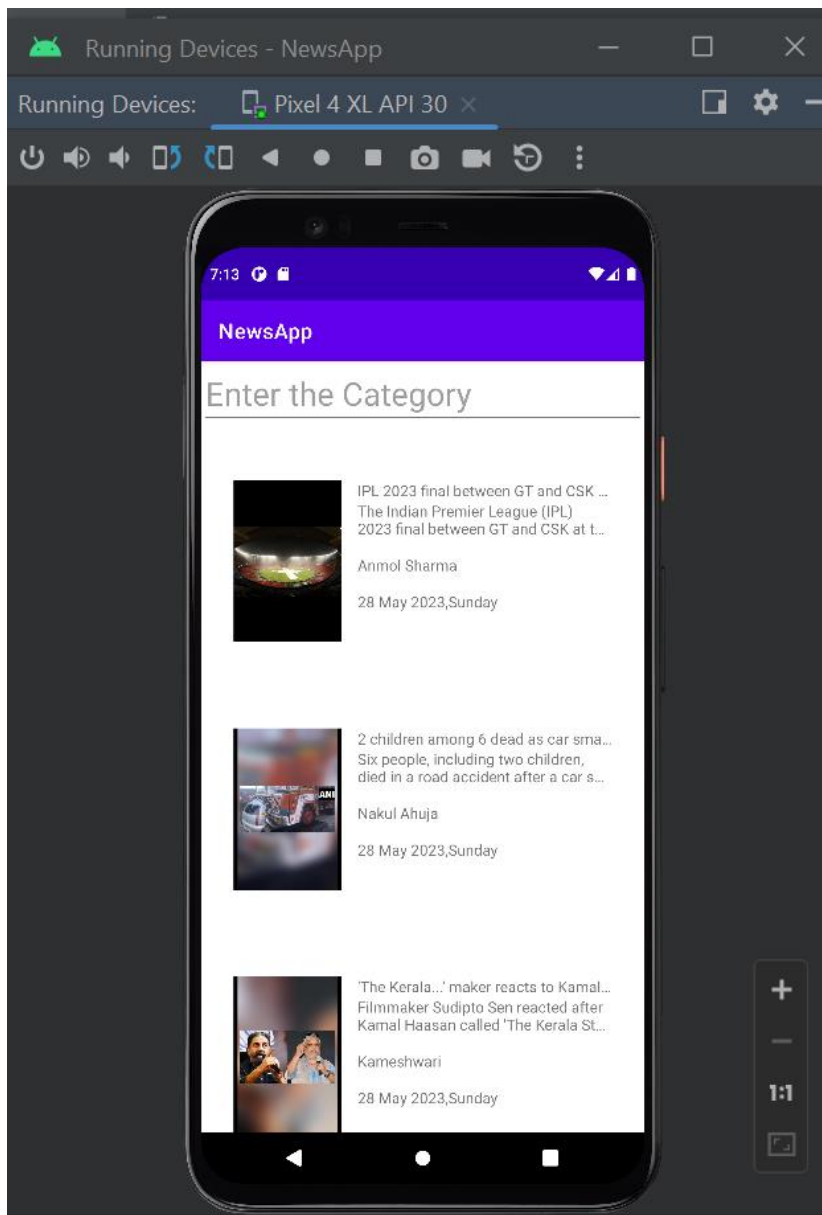 Running Devices - NewsApp
Running Devices:
Pixel 4 XL API 30
7:13
NewsApp
Enter the Category
IPL 2023 final between GT and CSK ...
The Indian Premier League (IPL)
2023 final between GT and CSK at t...
Anmol Sharma
28 May 2023,Sunday
2 children among 6 dead as car sma...
Six people, including two children,
died in a road accident after a car s...
ANI
Nakul Ahuja
28 May 2023,Sunday
'The Kerala...' maker reacts to Kamal...
Filmmaker Sudipto Sen reacted after
Kamal Haasan called 'The Kerala St...
Kameshwari
28 May 2023,Sunday
1:1